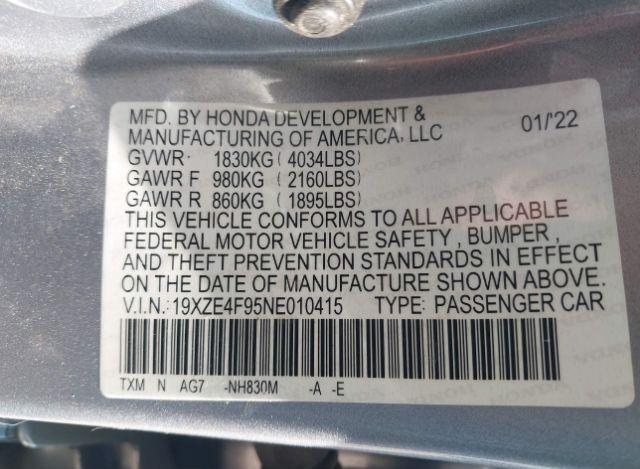 MFD. BY HONDA DEVELOPMENT &
MANUFACTURING OF AMERICA, LLC 01/'22
GVWR 1830KG ( 4034LBS)
GAWR F 980KG ( 2160LBS)
GAWR R 860KG ( 1895LBS)
THIS VEHICLE CONFORMS TO ALL APPLICABLE
FEDERAL MOTOR VEHICLE SAFETY , BUMPER ,
AND THEFT PREVENTION STANDARDS IN EFFECT
ON THE DATE OF MANUFACTURE SHOWN ABOVE.
V.I.N.: 19XZE4F95NE010415 TYPE: PASSENGER CAR
TXM N AG7 -NH830M -A -E